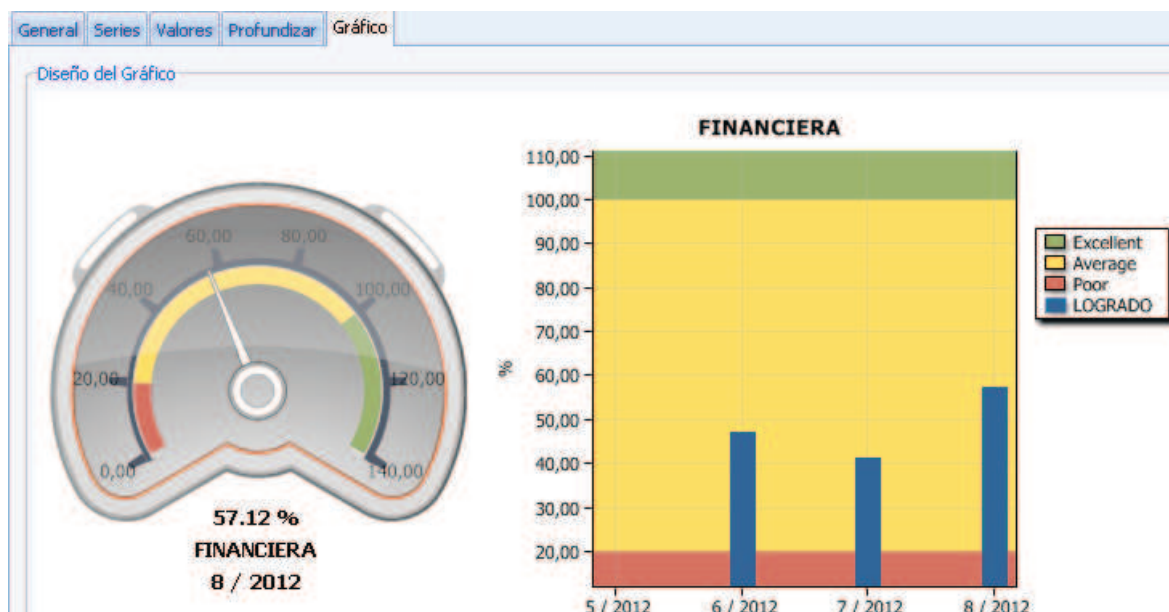 General Series Valores Profundizar Gráfico
Diseño del Gráfico
0,00
20,00
40,00
60,00
80,00
100,00
120,00
140,00
57.12 %
FINANCIERA
8 / 2012
FINANCIERA
110,00
100,00
90,00
80,00
70,00
60,00
50,00
40,00
30,00
20,00
%
5 / 2012 6 / 2012 7 / 2012 8 / 2012
Excellent
Average
Poor
LOGRADO